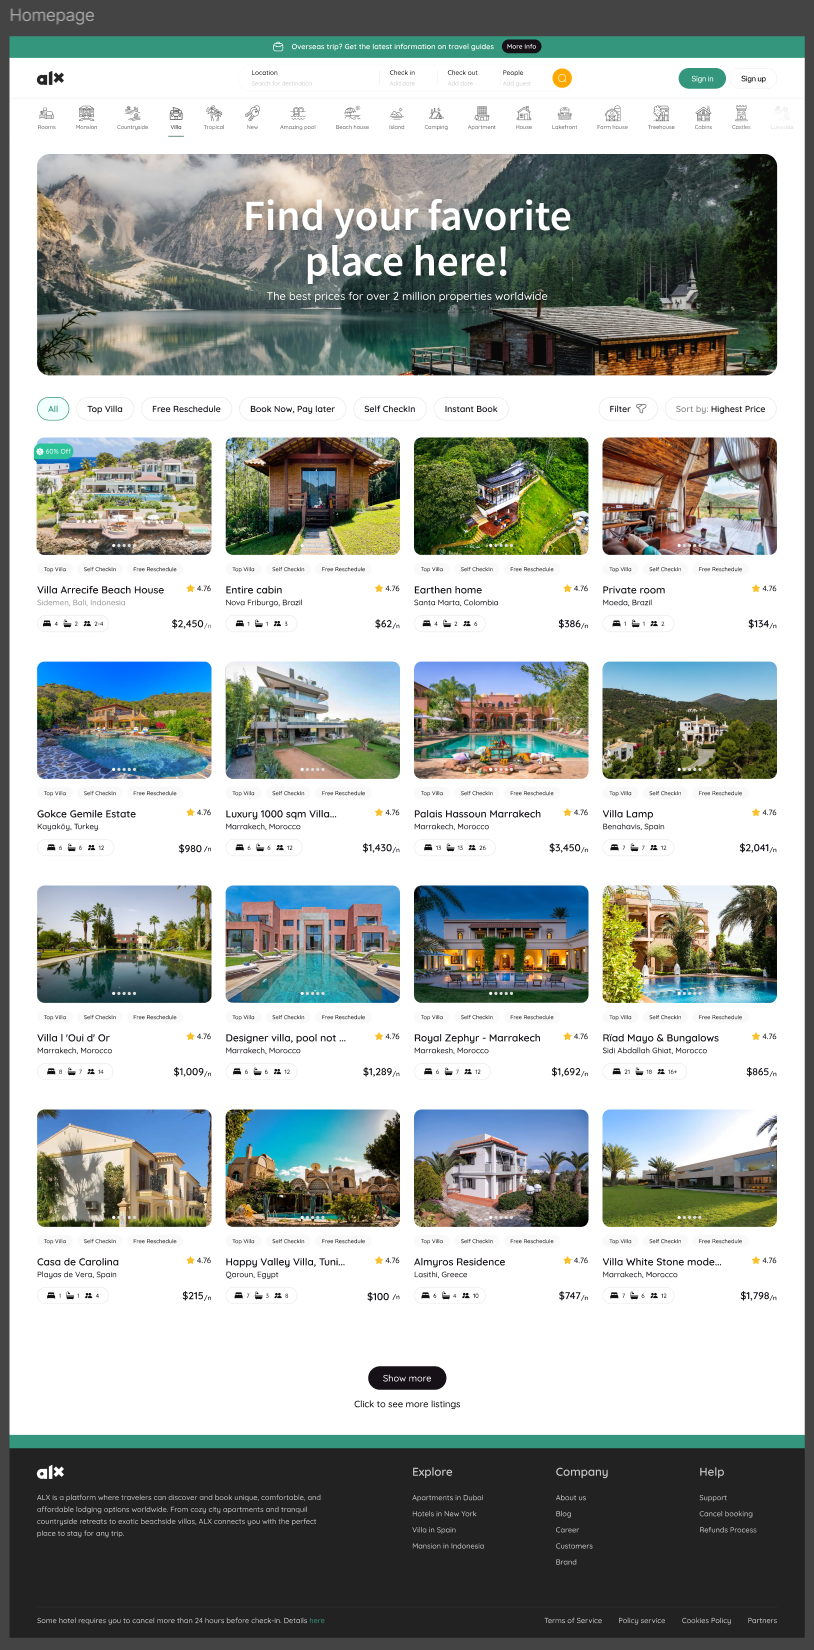 Homepage
Overseas trip? Get the latest information on travel guides More Info
alx
Location Check in Check out People
Search for destination Add date Add date Add guest
Sign in Sign up
Rooms Mansion Countryside Villa Tropical New Amazing pool Beach house Island Camping Apartment House Lakefront Farm house Treehouse Cabins Castles Lakeside
Find your favorite
place here!
The best prices for over 2 million properties worldwide
All Top Villa Free Reschedule Book Now, Pay later Self CheckIn Instant Book Filter Sort by: Highest Price
60% Off
Top Villa Self CheckIn Free Reschedule Top Villa Self CheckIn Free Reschedule Top Villa Self CheckIn Free Reschedule Top Villa Self CheckIn Free Reschedule
Villa Arrecife Beach House 4.76 Entire cabin 4.76 Earthen home 4.76 Private room 4.76
Sidemen, Bali, Indonesia Nova Friburgo, Brazil Santa Marta, Colombia Moeda, Brazil
4 2 2-4 $2,450/n 1 1 3 $62/n 4 2 6 $386/n 1 1 2 $134/n
Top Villa Self CheckIn Free Reschedule Top Villa Self CheckIn Free Reschedule Top Villa Self CheckIn Free Reschedule Top Villa Self CheckIn Free Reschedule
Gokce Gemile Estate 4.76 Luxury 1000 sqm Villa... 4.76 Palais Hassoun Marrakech 4.76 Villa Lamp 4.76
Kayaköy, Turkey Marrakech, Morocco Marrakech, Morocco Benahavis, Spain
6 6 12 $980 /n 6 6 12 $1,430/n 13 13 26 $3,450/n 7 7 12 $2,041/n
Top Villa Self CheckIn Free Reschedule Top Villa Self CheckIn Free Reschedule Top Villa Self CheckIn Free Reschedule Top Villa Self CheckIn Free Reschedule
Villa l 'Oui d' Or 4.76 Designer villa, pool not ... 4.76 Royal Zephyr - Marrakech 4.76 Rïad Mayo & Bungalows 4.76
Marrakech, Morocco Marrakech, Morocco Marrakesh, Morocco Sidi Abdallah Ghiat, Morocco
8 7 14 $1,009/n 6 6 12 $1,289/n 6 7 12 $1,692/n 21 18 16+ $865/n
Top Villa Self CheckIn Free Reschedule Top Villa Self CheckIn Free Reschedule Top Villa Self CheckIn Free Reschedule Top Villa Self CheckIn Free Reschedule
Casa de Carolina 4.76 Happy Valley Villa, Tuni... 4.76 Almyros Residence 4.76 Villa White Stone mode... 4.76
Playas de Vera, Spain Qaroun, Egypt Lasithi, Greece Marrakech, Morocco
1 1 4 $215/n 7 3 8 $100 /n 6 4 10 $747/n 7 6 12 $1,798/n
Show more
Click to see more listings
alx Explore Company Help
ALX is a platform where travelers can discover and book unique, comfortable, and Apartments in Dubai About us Support
affordable lodging options worldwide. From cozy city apartments and tranquil Hotels in New York Blog Cancel booking
countryside retreats to exotic beachside villas, ALX connects you with the perfect Villa in Spain Career Refunds Process
place to stay for any trip. Mansion in Indonesia Customers
Brand
Some hotel requires you to cancel more than 24 hours before check-in. Details here Terms of Service Policy service Cookies Policy Partners